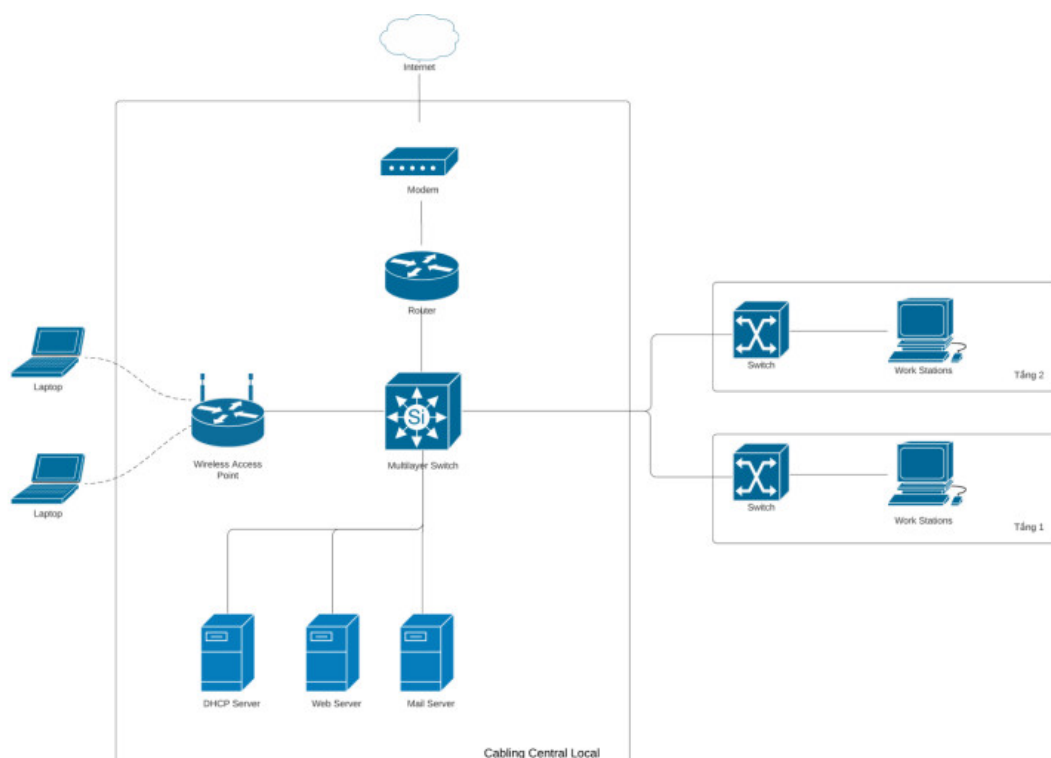 Internet
Modem
Router
Switch
Work Stations
Tầng 2
Laptop
Si
Wireless Access
Point
Multilayer Switch
Laptop
Switch
Work Stations
Tầng 1
DHCP Server
Web Server
Mail Server
Cabling Central Local